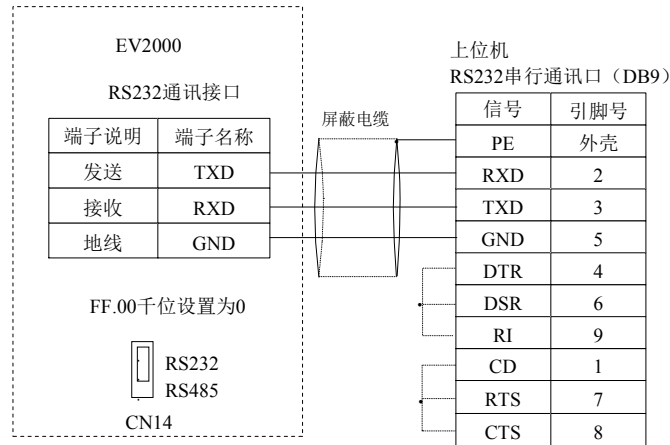 EV2000
RS232通讯接口
端子说明 端子名称
发送 TXD
接收 RXD
地线 GND
FF.00千位设置为0
RS232
RS485
CN14
屏蔽电缆
上位机
RS232串行通讯口（DB9）
信号 引脚号
PE 外壳
RXD 2
TXD 3
GND 5
DTR 4
DSR 6
RI 9
CD 1
RTS 7
CTS 8